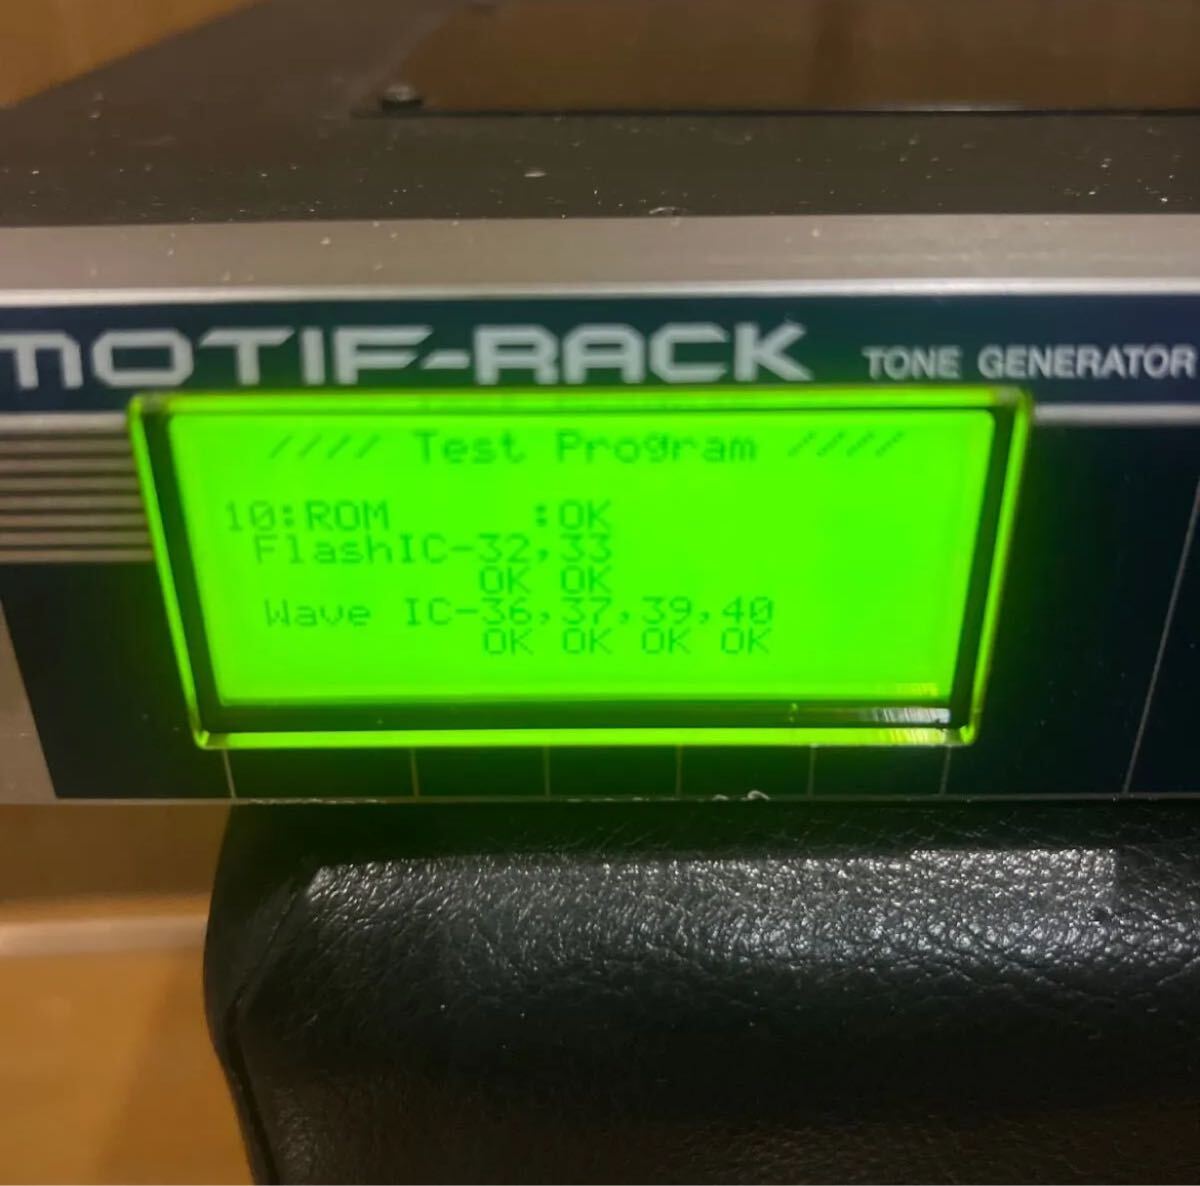 MOTIF-RACK TONE GENERATOR
//// Test Program ////
10:ROM :OK
FlashIC-32,33
OK OK
Wave IC-36,37,39,40
OK OK OK OK